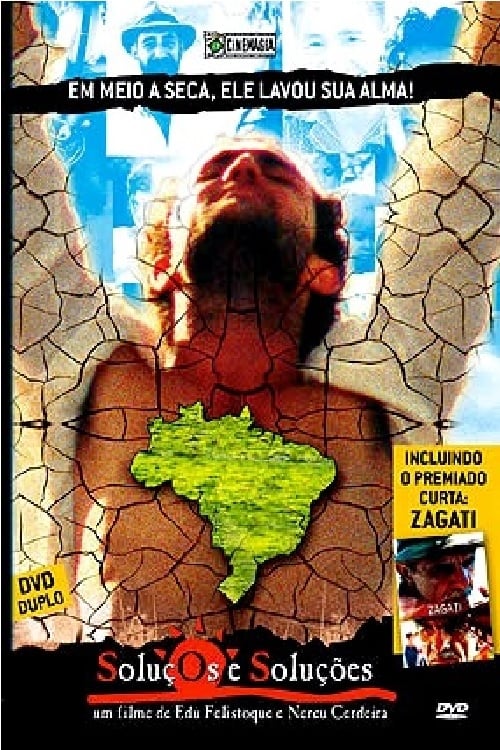 CINEMAGIA
EM MEIO A SECA, ELE LAVOU SUA ALMA!
INCLUINDO
O PREMIADO
CURTA:
ZAGATI
ZAGATI
DVD
DUPLO
SoluçOs e Soluções
um filme de Edu Felistoque e Nereu Cerdeira
DVD